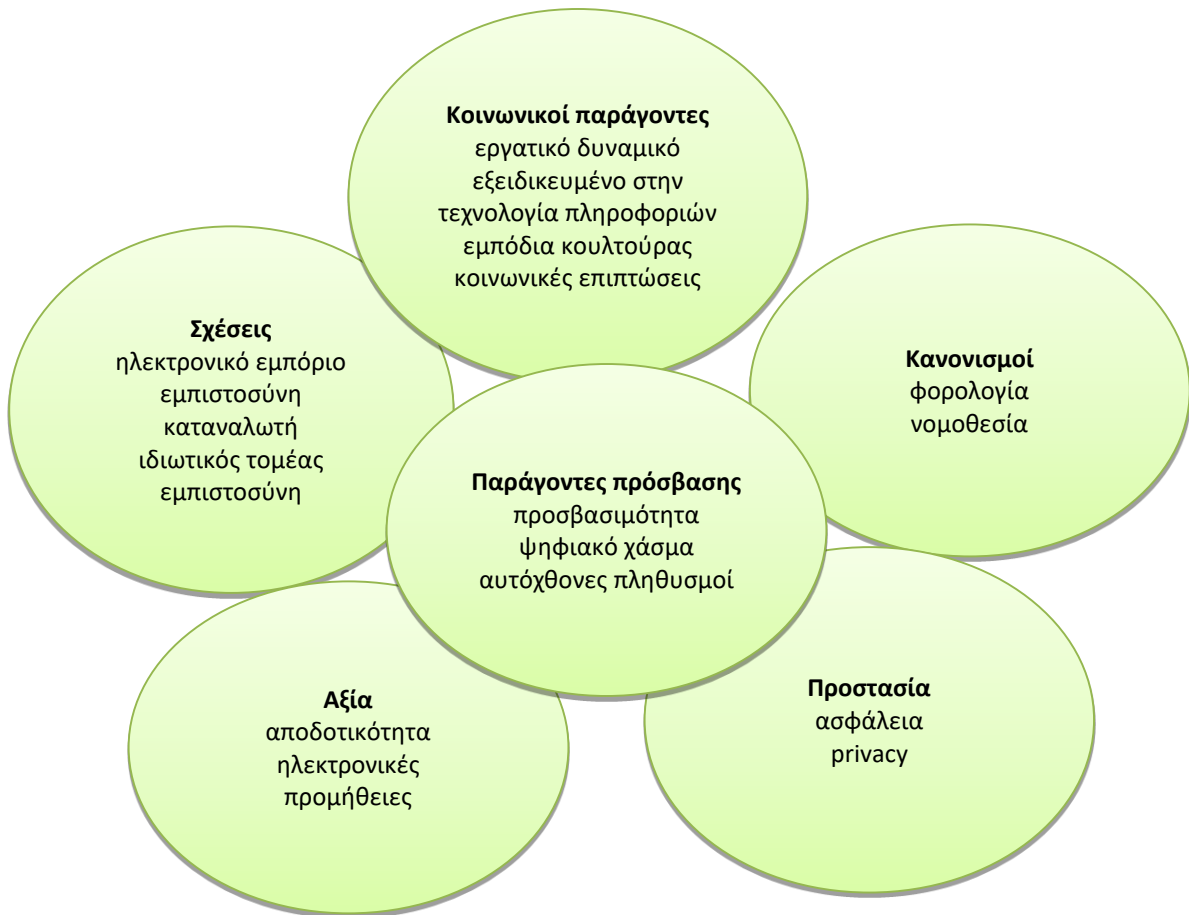 Κοινωνικοί παράγοντες
εργατικό δυναμικό
εξειδικευμένο στην
τεχνολογία πληροφοριών
εμπόδια κουλτούρας
κοινωνικές επιπτώσεις
Σχέσεις
ηλεκτρονικό εμπόριο
εμπιστοσύνη
καταναλωτή
ιδιωτικός τομέας
εμπιστοσύνη
Κανονισμοί
φορολογία
νομοθεσία
Παράγοντες πρόσβασης
προσβασιμότητα
ψηφιακό χάσμα
αυτόχθονες πληθυσμοί
Αξία
αποδοτικότητα
ηλεκτρονικές
προμήθειες
Προστασία
ασφάλεια
privacy